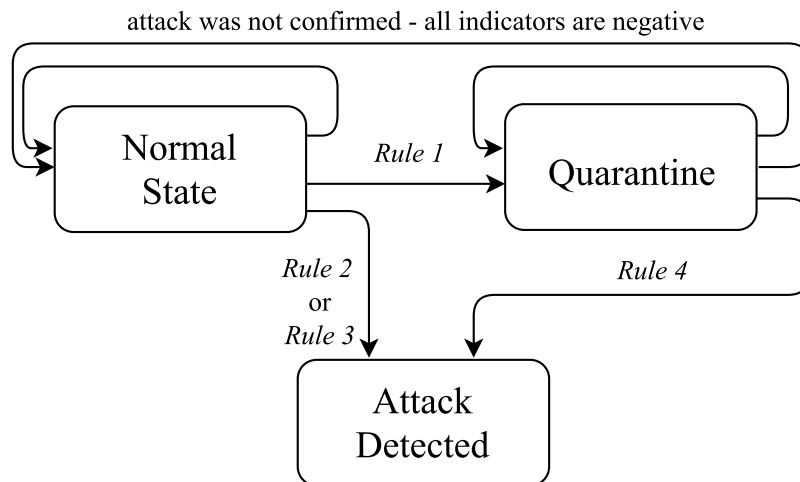 attack was not confirmed - all indicators are negative
Normal
State
Rule 1
Quarantine
Rule 2
or
Rule 3
Rule 4
Attack
Detected